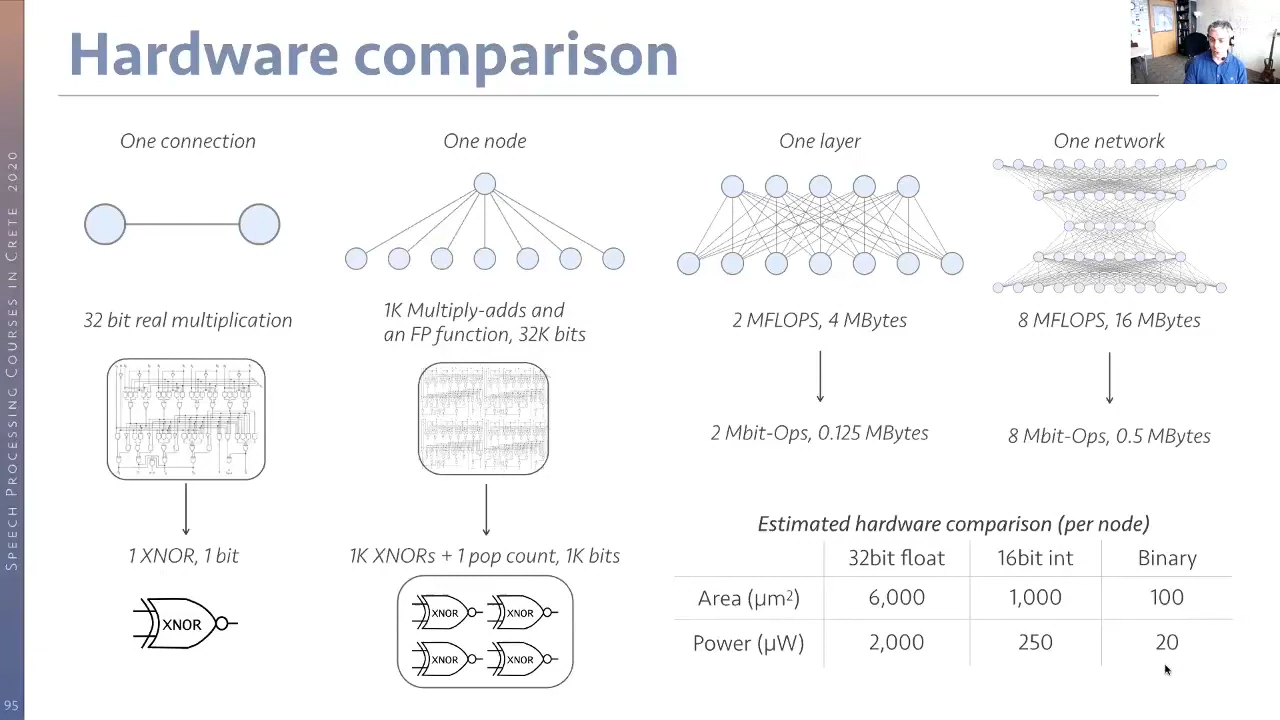 Hardware comparison
SPEECH PROCESSING COURSES IN CRETE 2020
95
One connection
32 bit real multiplication
1 XNOR, 1 bit
XNOR
One node
1K Multiply-adds and
an FP function, 32K bits
1K XNORs + 1 pop count, 1K bits
XNOR XNOR
XNOR XNOR
One layer
2 MFLOPS, 4 MBytes
2 Mbit-Ops, 0.125 MBytes
One network
8 MFLOPS, 16 MBytes
8 Mbit-Ops, 0.5 MBytes
Estimated hardware comparison (per node)
32bit float 16bit int Binary
Area (μm²) 6,000 1,000 100
Power (μW) 2,000 250 20